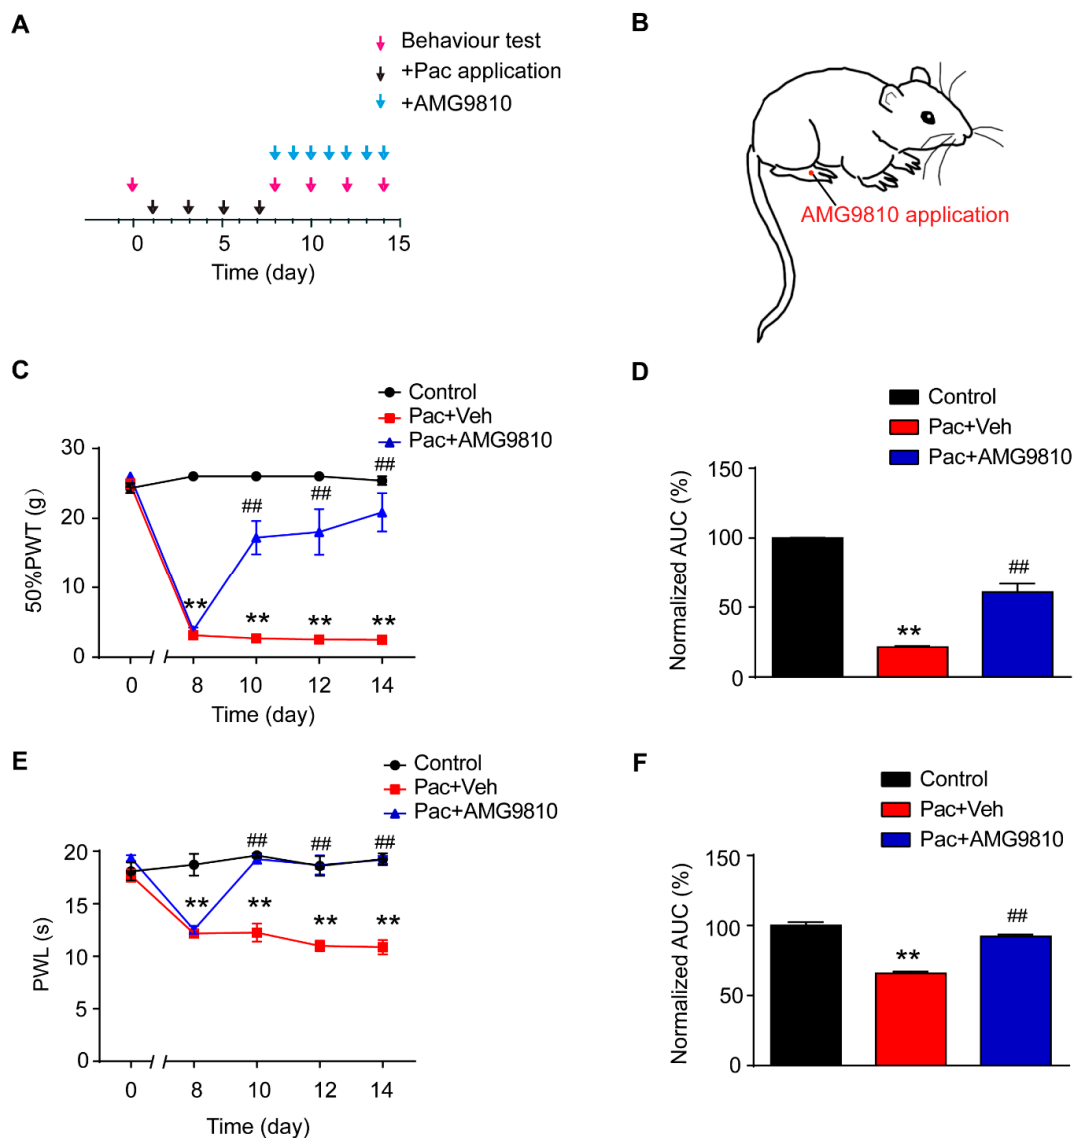 A
Behaviour test
+Pac application
+AMG9810
0 5 10 15
Time (day)
B
AMG9810 application
C
Control
Pac+Veh
Pac+AMG9810
50%PWT (g)
30
20
10
0
##
##
##
**
**
**
**
0 8 10 12 14
Time (day)
D
Control
Pac+Veh
Pac+AMG9810
Normalized AUC (%)
150
100
50
0
**
##
E
Control
Pac+Veh
Pac+AMG9810
PWL (s)
20
15
10
5
0
##
##
##
**
**
**
**
0 8 10 12 14
Time (day)
F
Control
Pac+Veh
Pac+AMG9810
Normalized AUC (%)
150
100
50
0
**
##